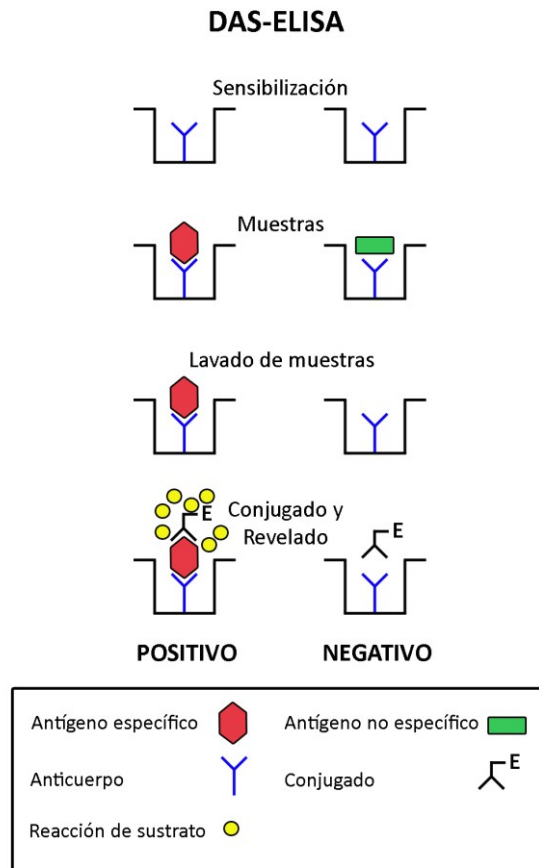 DAS-ELISA
Sensibilización
Muestras
Lavado de muestras
E
Conjugado y
Revelado
E
POSITIVO
NEGATIVO
Antígeno específico
Antígeno no específico
Anticuerpo
Conjugado
E
Reacción de sustrato